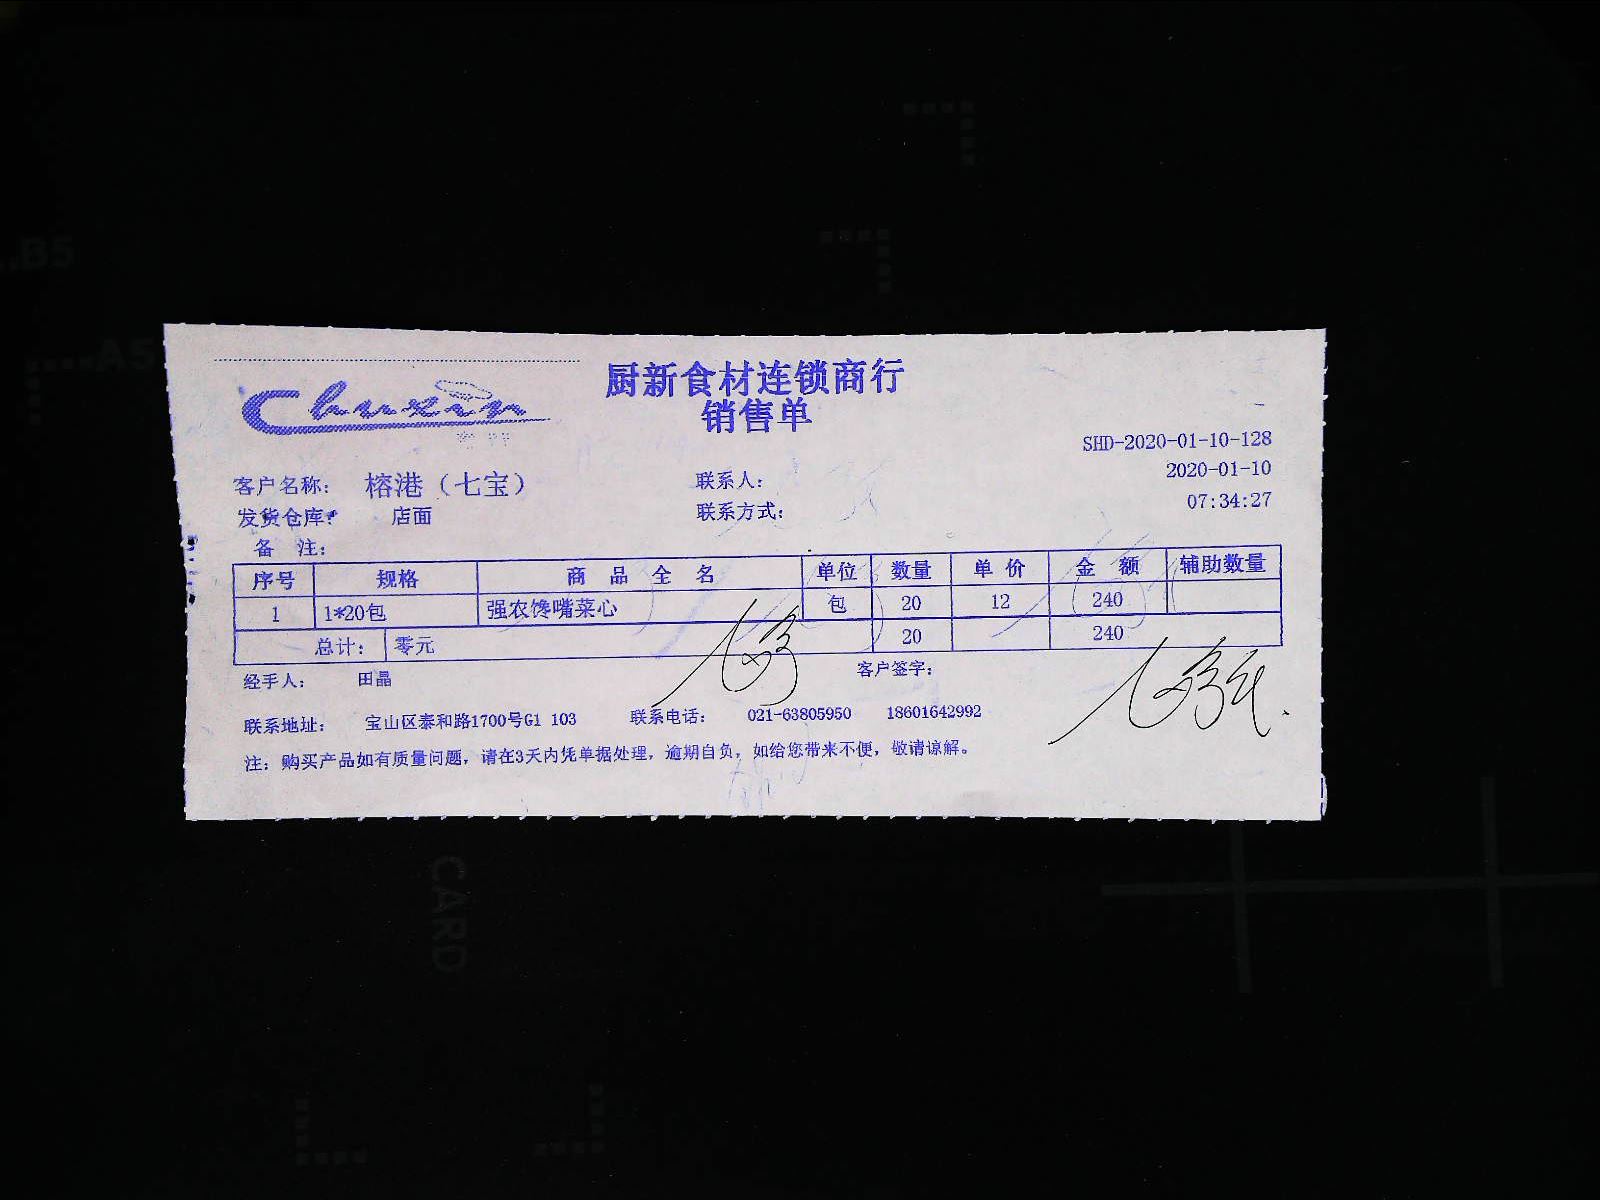 厨新食材连锁商行
Chuxin
销售单
SHD-2020-01-10-128
2020-01-10
07:34:27
客户名称: 榕港（七宝） 联系人:
发货仓库: 店面 联系方式:
备 注:
序号 规格 商品全名 单位 数量 单价 金额 辅助数量
1 1*20包 强农馋嘴菜心 包 20 12 240
总计: 零元 20 240
经手人: 田晶 客户签字:
联系地址: 宝山区泰和路1700号G1 103 联系电话: 021-63805950 18601642992
注: 购买产品如有质量问题, 请在3天内凭单据处理, 逾期自负, 如给您带来不便, 敬请谅解。
B5
A5
CARD